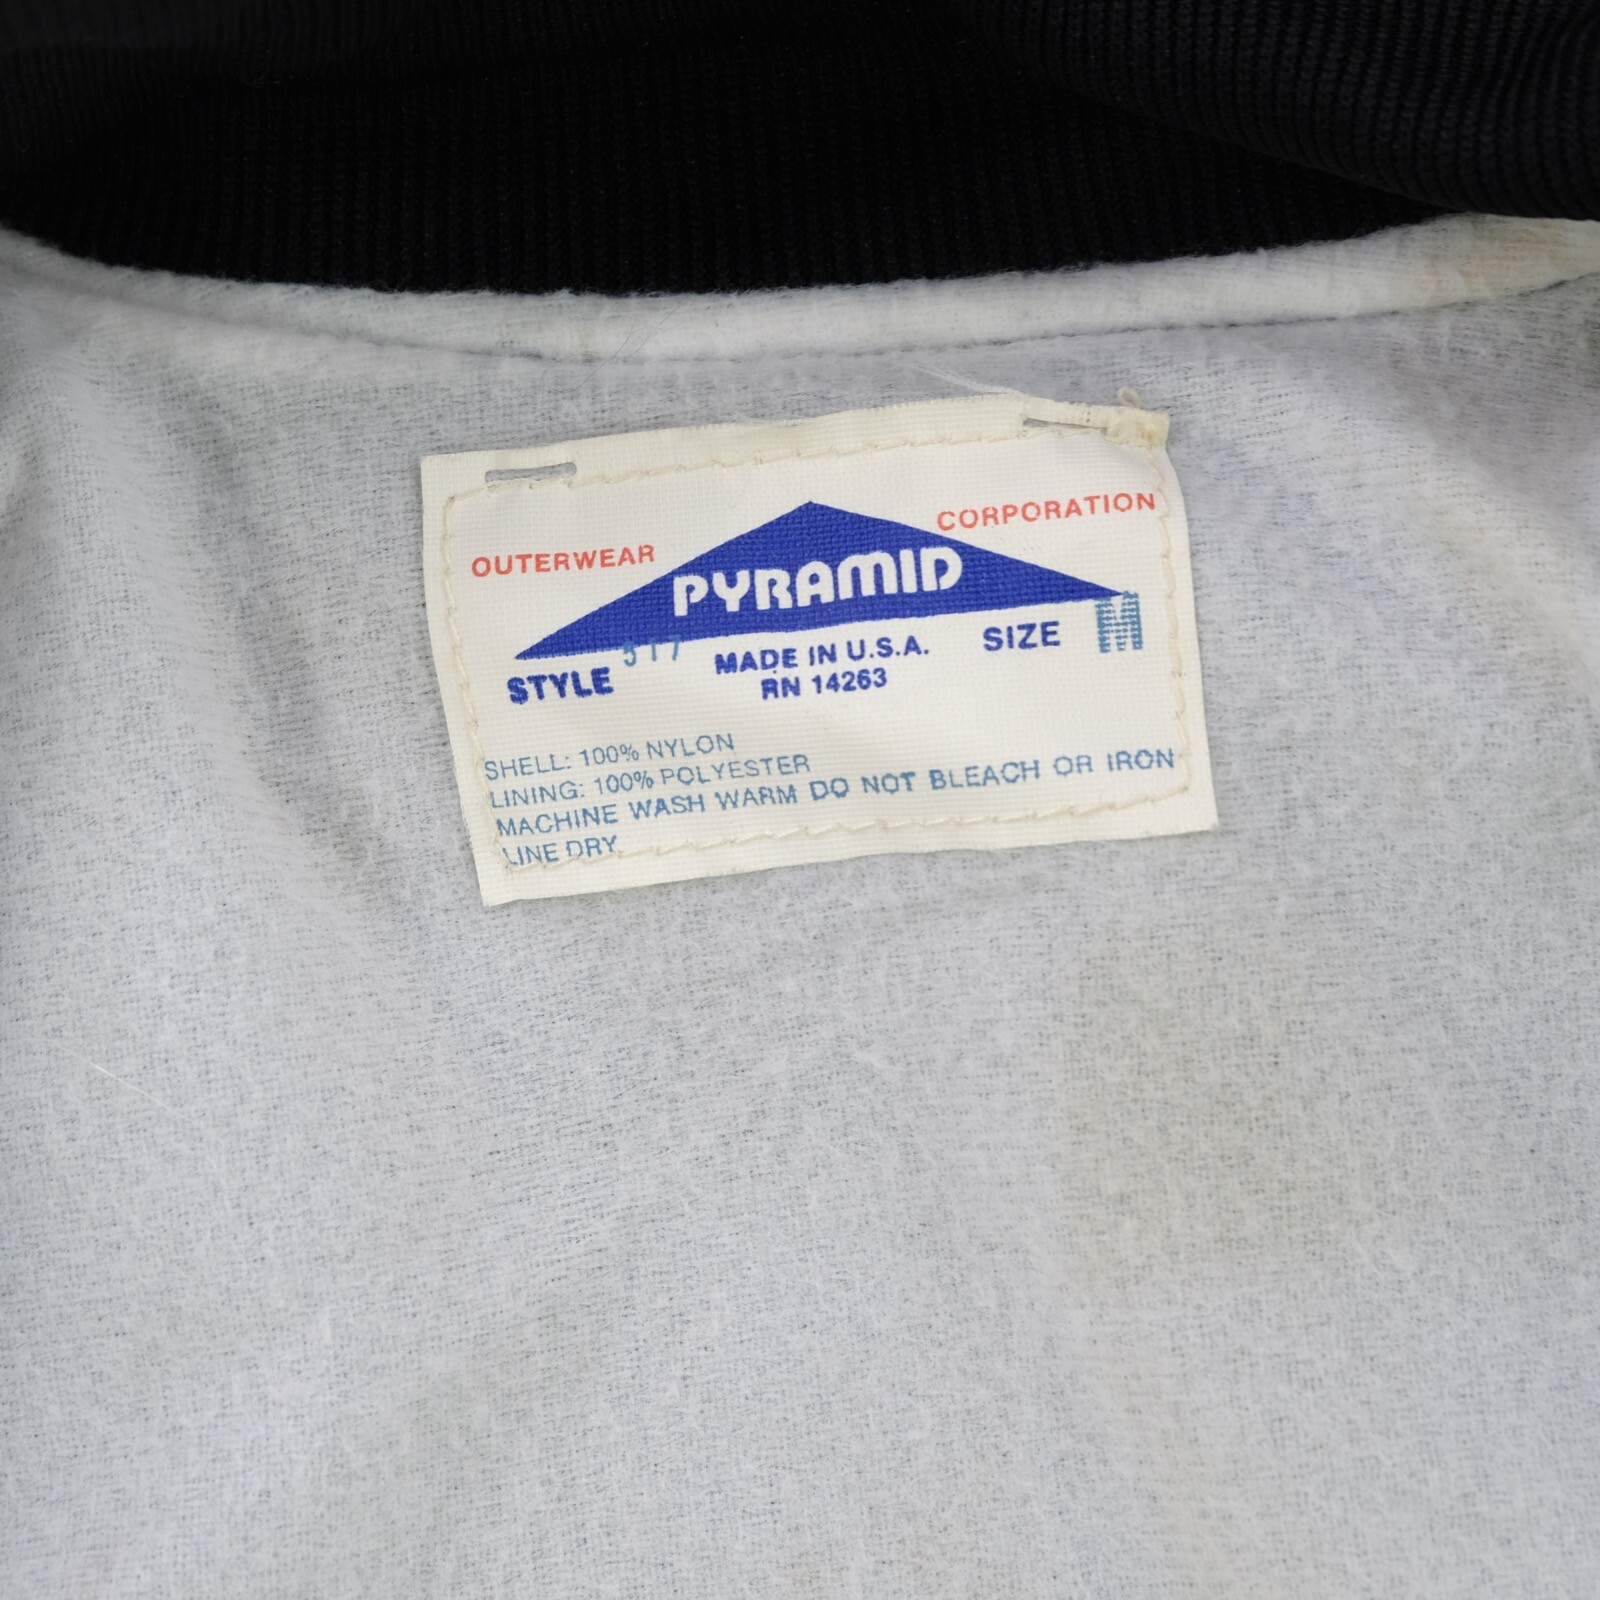 OUTERWEAR CORPORATION
PYRAMID
STYLE 317 MADE IN U.S.A. SIZE M
RN 14263
SHELL: 100% NYLON
LINING: 100% POLYESTER
MACHINE WASH WARM DO NOT BLEACH OR IRON
LINE DRY